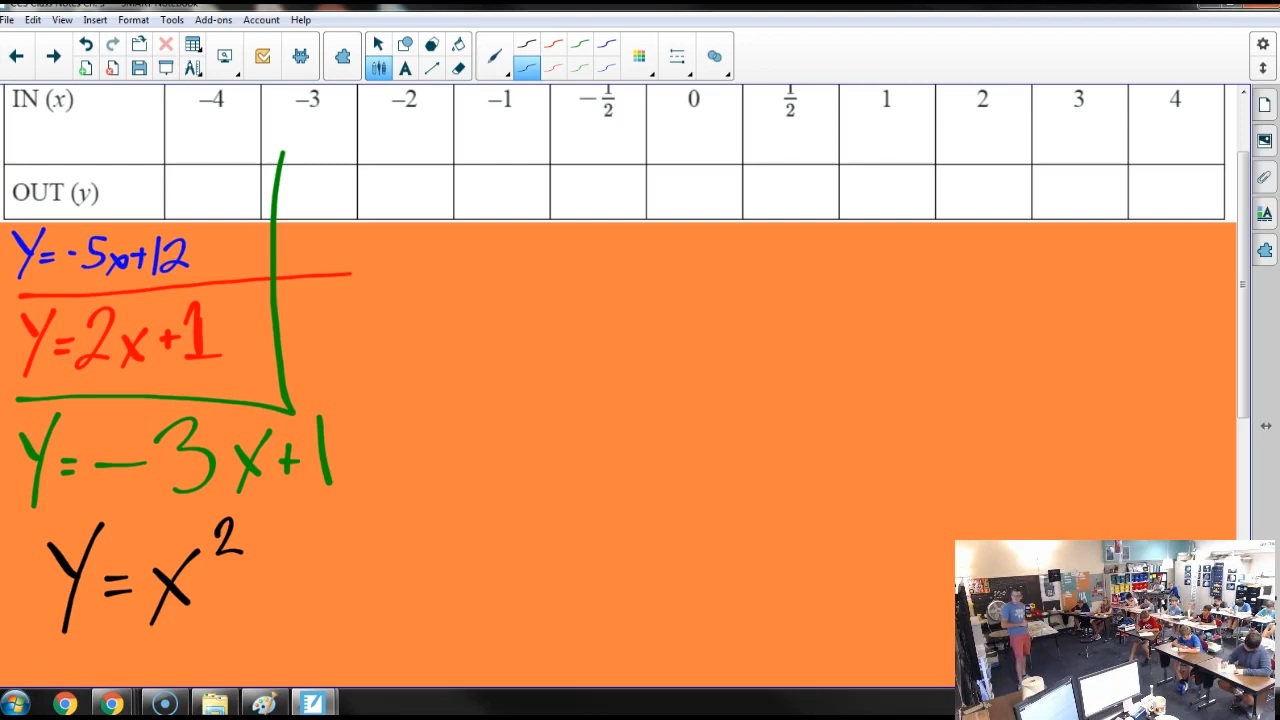 File Edit View Insert Format Tools Add-ons Account Help
IN (x) –4 –3 –2 –1 –1/2 0 1/2 1 2 3 4
OUT (y)
Y=-5x+12
Y=2x+1
Y=-3x+1
Y=x²